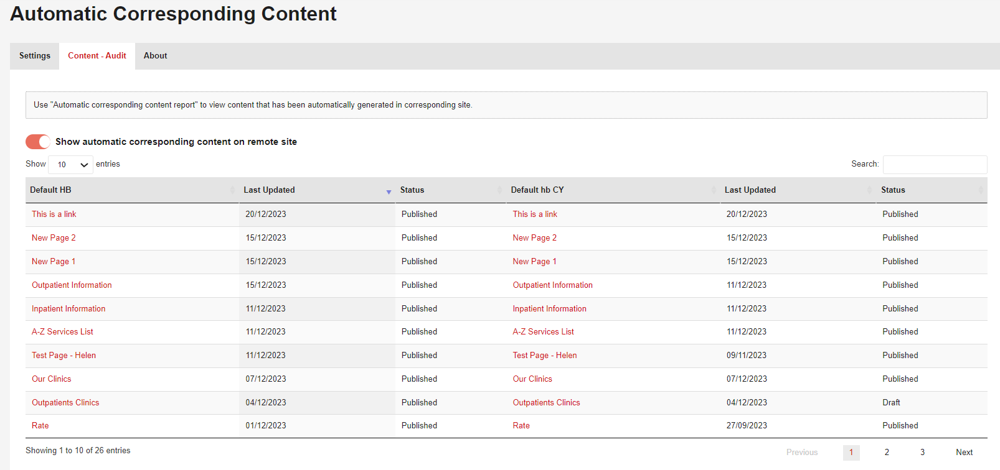 Automatic Corresponding Content
Settings Content - Audit About
Use "Automatic corresponding content report" to view content that has been automatically generated in corresponding site.
Show automatic corresponding content on remote site
Show 10 entries Search:
Default HB Last Updated Status Default hb CY Last Updated Status
This is a link 20/12/2023 Published This is a link 20/12/2023 Published
New Page 2 15/12/2023 Published New Page 2 15/12/2023 Published
New Page 1 15/12/2023 Published New Page 1 15/12/2023 Published
Outpatient Information 15/12/2023 Published Outpatient Information 11/12/2023 Published
Inpatient Information 11/12/2023 Published Inpatient Information 11/12/2023 Published
A-Z Services List 11/12/2023 Published A-Z Services List 11/12/2023 Published
Test Page - Helen 11/12/2023 Published Test Page - Helen 09/11/2023 Published
Our Clinics 07/12/2023 Published Our Clinics 07/12/2023 Published
Outpatients Clinics 04/12/2023 Published Outpatients Clinics 04/12/2023 Draft
Rate 01/12/2023 Published Rate 27/09/2023 Published
Showing 1 to 10 of 26 entries Previous 1 2 3 Next